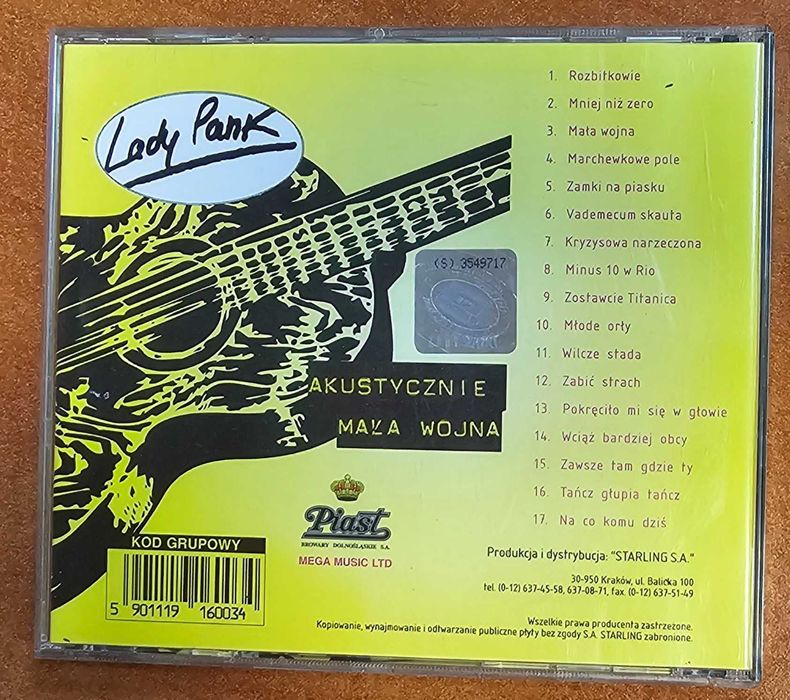 Lady Pank
1. Rozbitkowie
2. Mniej niż zero
3. Mała wojna
4. Marchewkowe pole
5. Zamki na piasku
6. Vademecum skauta
7. Kryzysowa narzeczona
8. Minus 10 w Rio
9. Zostawcie Titanica
10. Młode orły
11. Wilcze stada
12. Zabić strach
13. Pokręciło mi się w głowie
14. Wciąż bardziej obcy
15. Zawsze tam gdzie ty
16. Tańcz głupia tańcz
17. Na co komu dziś
(S) 3549717
AKUSTYCZNIE
MAŁA WOJNA
Piast
BROWARY DOLNOŚLĄSKIE S.A.
MEGA MUSIC LTD
KOD GRUPOWY
5 901119 160034
Produkcja i dystrybucja: "STARLING S.A."
30-950 Kraków, ul. Balicka 100
tel. (0-12) 637-45-58, 637-08-71, fax. (0-12) 637-51-49
Wszelkie prawa producenta zastrzeżone.
Kopiowanie, wynajmowanie i odtwarzanie publiczne płyty bez zgody S.A. STARLING zabronione.